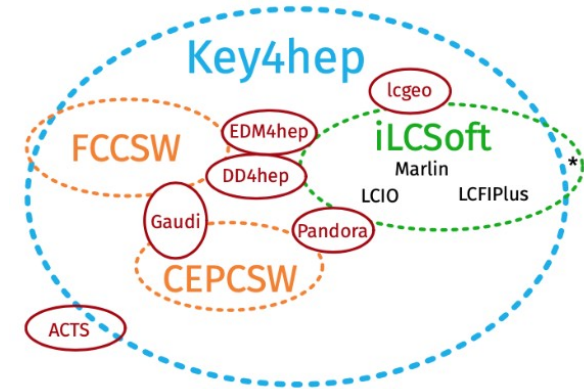 Key4hep
lcgeo
EDM4hep
iLCSoft
FCCSW
Marlin
*
DD4hep
LCIO
LCFIPlus
Gaudi
Pandora
CEPCSW
ACTS